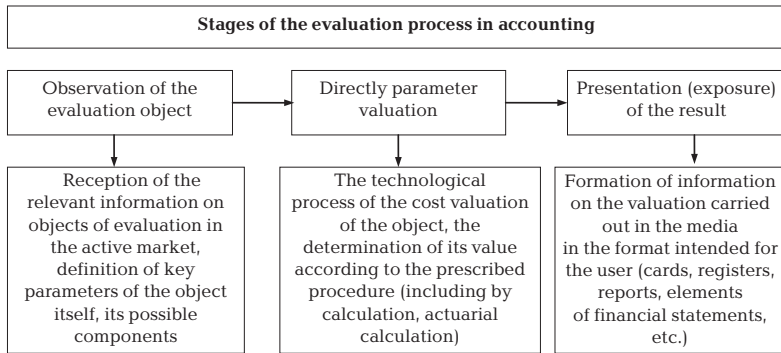 Stages of the evaluation process in accounting
Observation of the
evaluation object
Directly parameter
valuation
Presentation (exposure)
of the result
Reception of the
relevant information on
objects of evaluation in
the active market,
definition of key
parameters of the object
itself, its possible
components
The technological
process of the cost valuation
of the object, the
determination of its value
according to the prescribed
procedure (including by
calculation, actuarial
calculation)
Formation of information
on the valuation carried
out in the media
in the format intended for
the user (cards, registers,
reports, elements
of financial statements,
etc.)